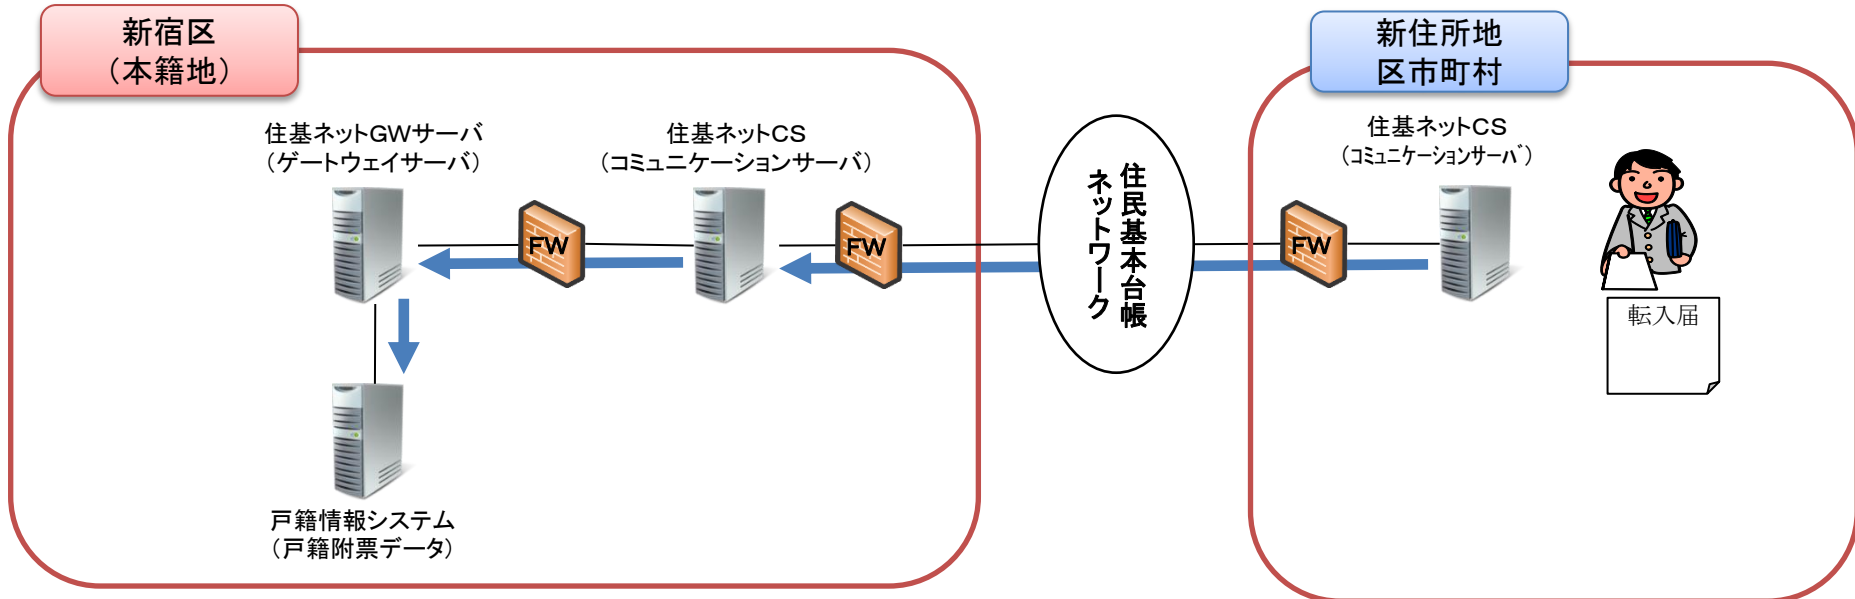 新宿区
（本籍地）
住基ネットGWサーバ
（ゲートウェイサーバ）
住基ネットCS
（コミュニケーションサーバ）
FW
FW
戸籍情報システム
（戸籍附票データ）
住民基本台帳
ネットワーク
新住所地
区市町村
住基ネットCS
（ｺﾐｭﾆｹｰｼｮﾝｻｰﾊﾞ）
FW
転入届